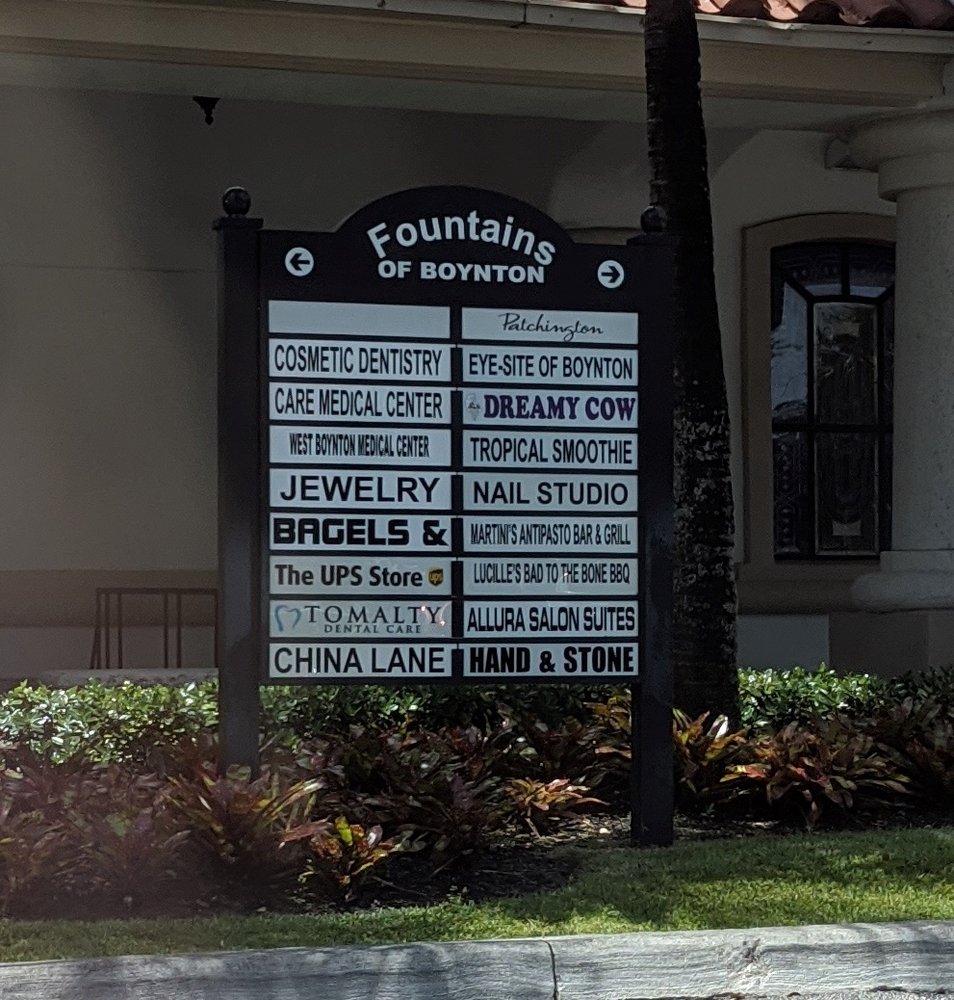 Fountains
OF BOYNTON
Patchington
COSMETIC DENTISTRY
EYE-SITE OF BOYNTON
CARE MEDICAL CENTER
DREAMY COW
WEST BOYNTON MEDICAL CENTER
TROPICAL SMOOTHIE
JEWELRY
NAIL STUDIO
BAGELS &
MARTINI'S ANTIPASTO BAR & GRILL
The UPS Store ups
LUCILLE'S BAD TO THE BONE BBQ
TOMALTY
DENTAL CARE
ALLURA SALON SUITES
CHINA LANE
HAND & STONE